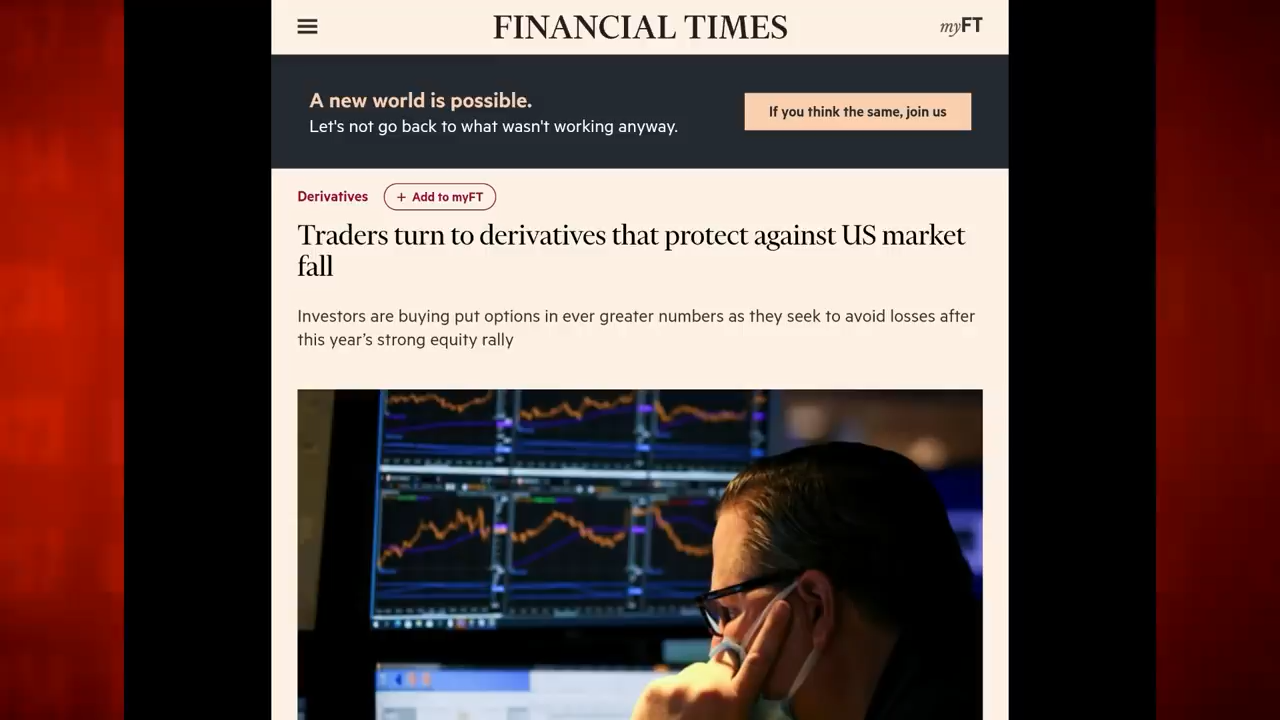 FINANCIAL TIMES
myFT
A new world is possible.
Let's not go back to what wasn't working anyway.
If you think the same, join us
Derivatives
+ Add to myFT
Traders turn to derivatives that protect against US market
fall
Investors are buying put options in ever greater numbers as they seek to avoid losses after
this year’s strong equity rally